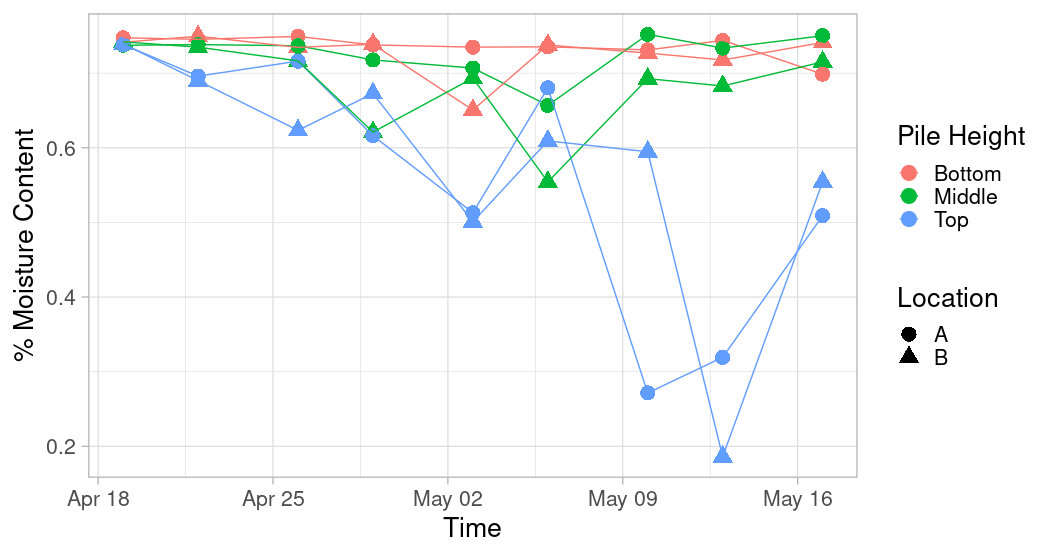 % Moisture Content
0.6
0.4
0.2
Apr 18
Apr 25
May 02
May 09
May 16
Time
Pile Height
Bottom
Middle
Top
Location
A
B